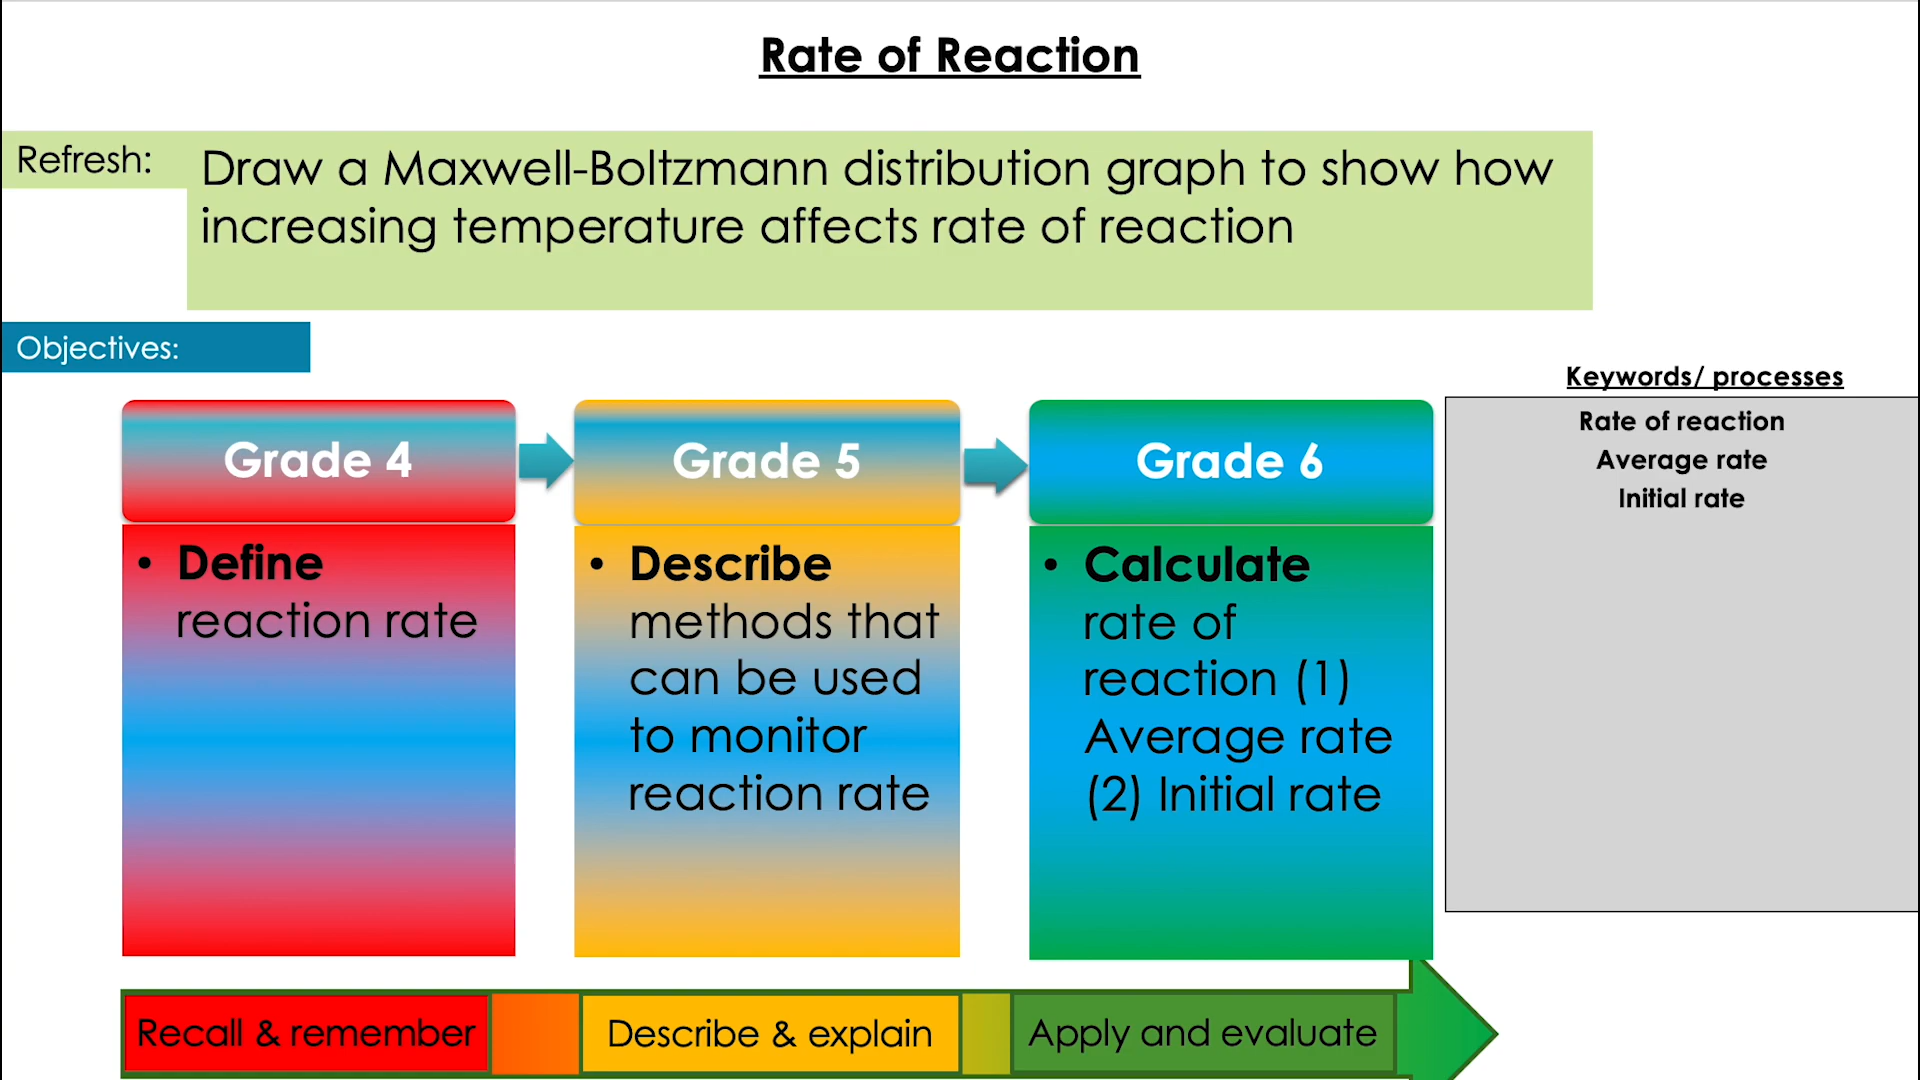 Rate of Reaction
Refresh:
Draw a Maxwell-Boltzmann distribution graph to show how
increasing temperature affects rate of reaction
Objectives:
Keywords/ processes
Rate of reaction
Average rate
Initial rate
Grade 4
• Define
reaction rate
Grade 5
• Describe
methods that
can be used
to monitor
reaction rate
Grade 6
• Calculate
rate of
reaction (1)
Average rate
(2) Initial rate
Recall & remember
Describe & explain
Apply and evaluate